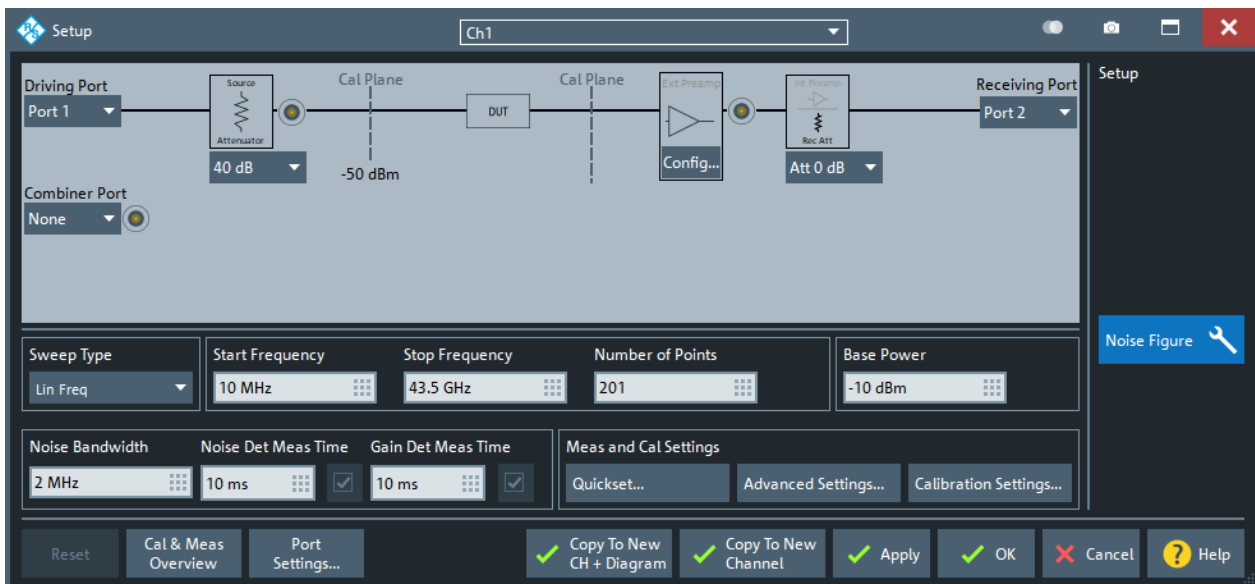 Setup
Ch1
Setup
Driving Port
Port 1
Source
Attenuator
40 dB
Cal Plane
-50 dBm
DUT
Cal Plane
Ext Preamp
Config...
Int Preamp
Rec Att
Att 0 dB
Receiving Port
Port 2
Combiner Port
None
Noise Figure
Sweep Type
Lin Freq
Start Frequency
10 MHz
Stop Frequency
43.5 GHz
Number of Points
201
Base Power
-10 dBm
Noise Bandwidth
2 MHz
Noise Det Meas Time
10 ms
Gain Det Meas Time
10 ms
Meas and Cal Settings
Quickset...
Advanced Settings...
Calibration Settings...
Reset
Cal & Meas
Overview
Port
Settings...
Copy To New
CH + Diagram
Copy To New
Channel
Apply
OK
Cancel
? Help